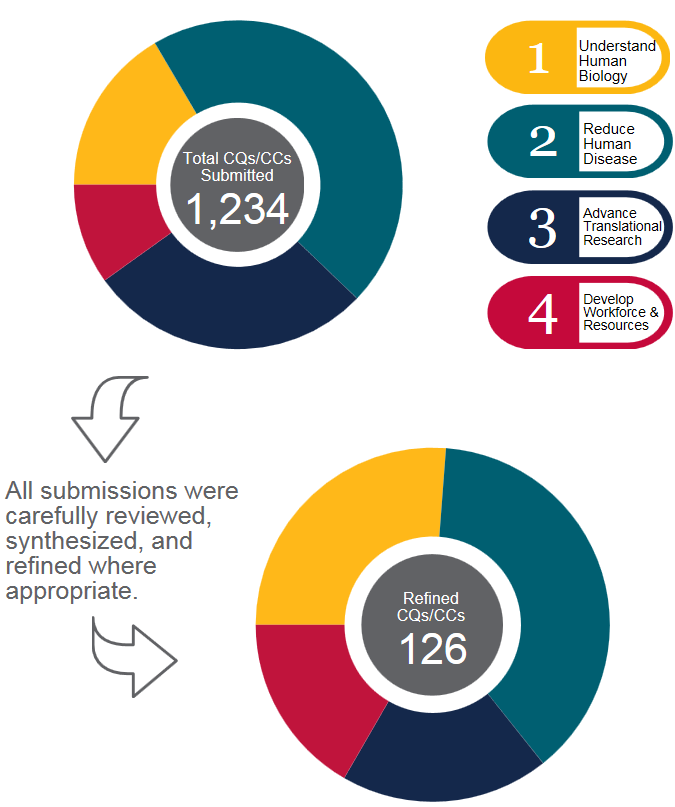 Total CQs/CCs
Submitted
1,234
1
Understand
Human
Biology
2
Reduce
Human
Disease
3
Advance
Translational
Research
4
Develop
Workforce &
Resources
All submissions were
carefully reviewed,
synthesized, and
refined where
appropriate.
Refined
CQs/CCs
126